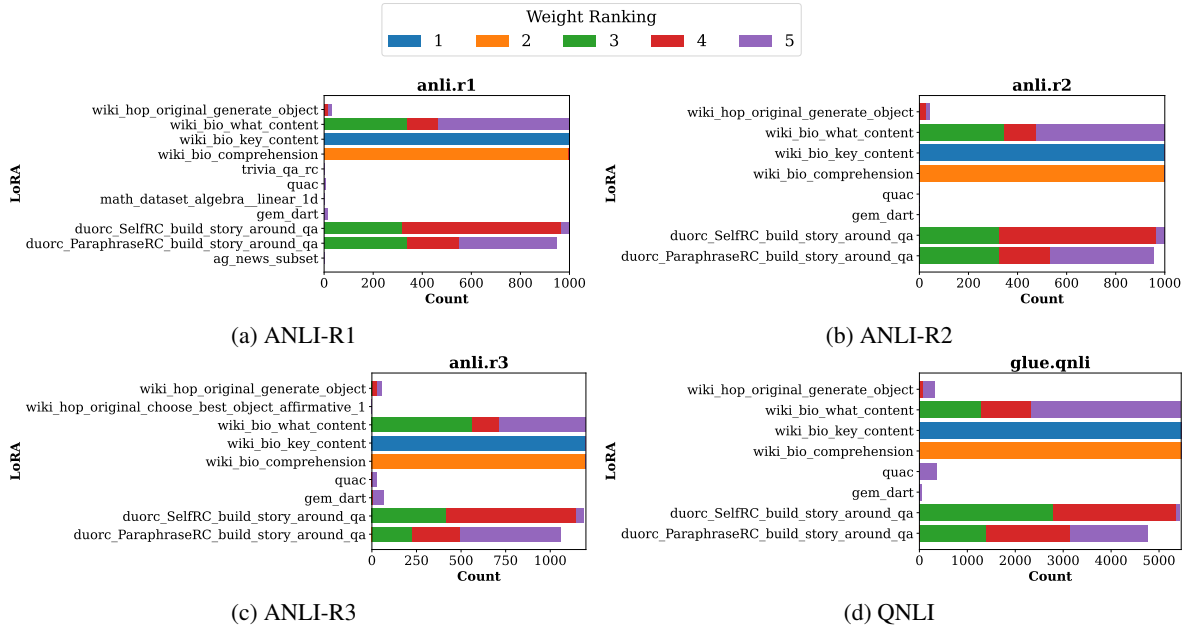 Weight Ranking
1 2 3 4 5
anli.r1
wiki_hop_original_generate_object
wiki_bio_what_content
wiki_bio_key_content
wiki_bio_comprehension
trivia_qa_rc
quac
math_dataset_algebra__linear_1d
gem_dart
duorc_SelfRC_build_story_around_qa
duorc_ParaphraseRC_build_story_around_qa
ag_news_subset
LoRA
0 200 400 600 800 1000
Count
(a) ANLI-R1
anli.r2
wiki_hop_original_generate_object
wiki_bio_what_content
wiki_bio_key_content
wiki_bio_comprehension
quac
gem_dart
duorc_SelfRC_build_story_around_qa
duorc_ParaphraseRC_build_story_around_qa
LoRA
0 200 400 600 800 1000
Count
(b) ANLI-R2
anli.r3
wiki_hop_original_generate_object
wiki_hop_original_choose_best_object_affirmative_1
wiki_bio_what_content
wiki_bio_key_content
wiki_bio_comprehension
quac
gem_dart
duorc_SelfRC_build_story_around_qa
duorc_ParaphraseRC_build_story_around_qa
LoRA
0 250 500 750 1000
Count
(c) ANLI-R3
glue.qnli
wiki_hop_original_generate_object
wiki_bio_what_content
wiki_bio_key_content
wiki_bio_comprehension
quac
gem_dart
duorc_SelfRC_build_story_around_qa
duorc_ParaphraseRC_build_story_around_qa
LoRA
0 1000 2000 3000 4000 5000
Count
(d) QNLI